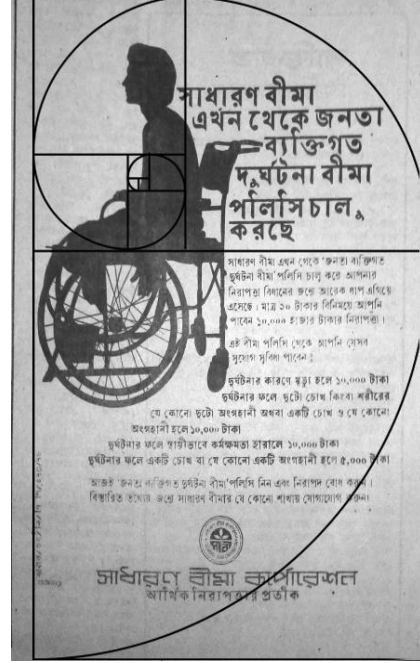 সাধারণ বীমা
এখন থেকে জনতা
ব্যক্তিগত
দুর্ঘটনা বীমা
পলিসি চালু
করছে
সাধারণ বীমা এখন থেকে 'জনতা ব্যক্তিগত
দুর্ঘটনা বীমা' পলিসি চালু করে আপনার
নিরাপত্তা বিধানের জন্যে আরেক ধাপ এগিয়ে
এসেছে। মাত্র ১০ টাকার বিনিময়ে আপনি
পাবেন ১০,০০০ হাজার টাকার নিরাপত্তা।
এই বীমা পলিসি থেকে আপনি যেসব
সুযোগ সুবিধা পাবেন:
দুর্ঘটনার কারণে মৃত্যু হলে ১০,০০০ টাকা
দুর্ঘটনার ফলে দুটো চোখ কিংবা শরীরের
যে কোনো দুটো অংগহানী অথবা একটি চোখ ও যে কোনো
অংগহানী হলে ১০,০০০ টাকা
দুর্ঘটনার ফলে স্থায়ীভাবে কর্মক্ষমতা হারালে ১০,০০০ টাকা
দুর্ঘটনার ফলে একটি চোখ বা যে কোনো একটি অংগহানী হলে ৫,০০০ টাকা
আজই 'জনতা ব্যক্তিগত দুর্ঘটনা বীমা' পলিসি নিন এবং নিরাপদ বোধ করুন।
বিস্তারিত তথ্যের জন্যে সাধারণ বীমার যে কোনো শাখায় যোগাযোগ করুন।
সাধারণ বীমা কর্পোরেশন
আর্থিক নিরাপত্তার প্রতীক